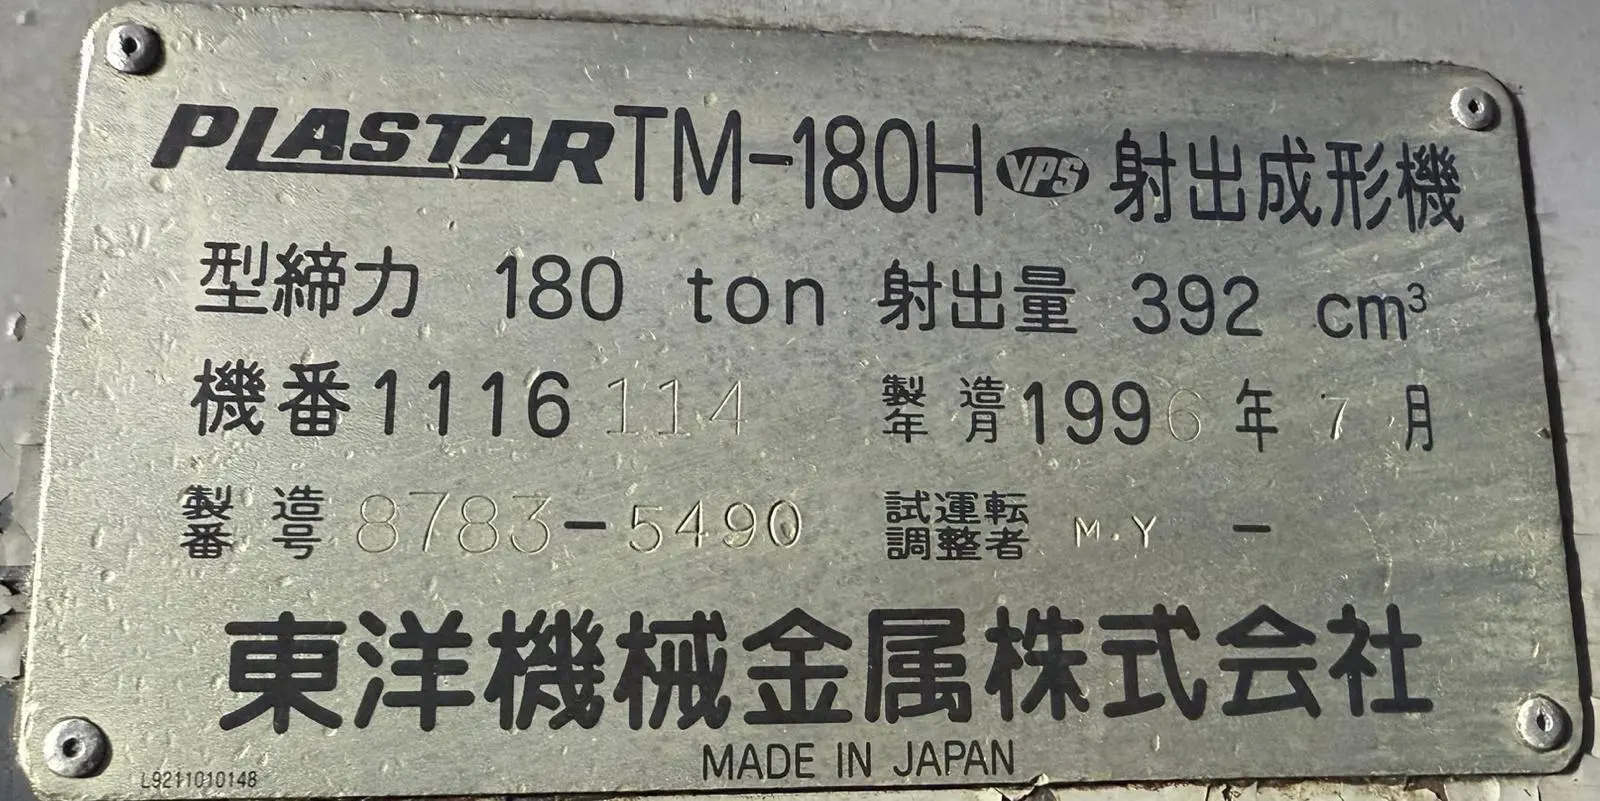 PLASTAR TM-180H VPS 射出成形機
型締力 180 ton 射出量 392 cm³
機番 1116114 製造年月 1996年7月
製造番号 8783-5490 試運転調整者 M.Y -
東洋機械金属株式会社
MADE IN JAPAN
L9211010148